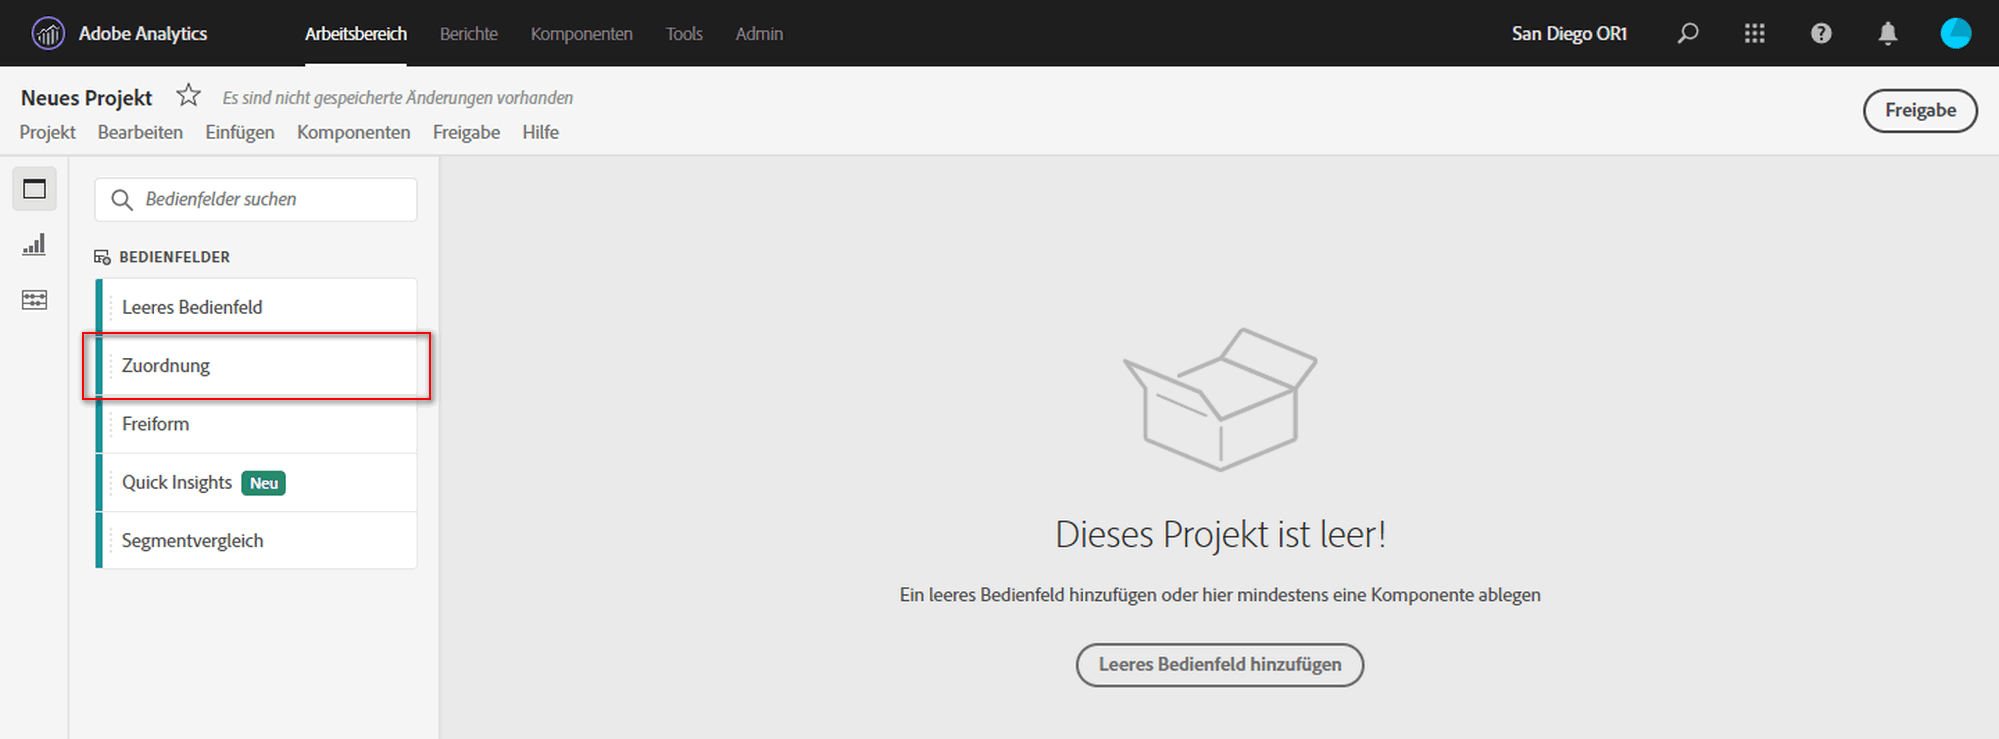 Adobe Analytics Arbeitsbereich Berichte Komponenten Tools Admin San Diego OR1
Neues Projekt Es sind nicht gespeicherte Änderungen vorhanden
Projekt Bearbeiten Einfügen Komponenten Freigabe Hilfe
Freigabe
Bedienfelder suchen
BEDIENFELDER
Leeres Bedienfeld
Zuordnung
Freiform
Quick Insights Neu
Segmentvergleich
Dieses Projekt ist leer!
Ein leeres Bedienfeld hinzufügen oder hier mindestens eine Komponente ablegen
Leeres Bedienfeld hinzufügen